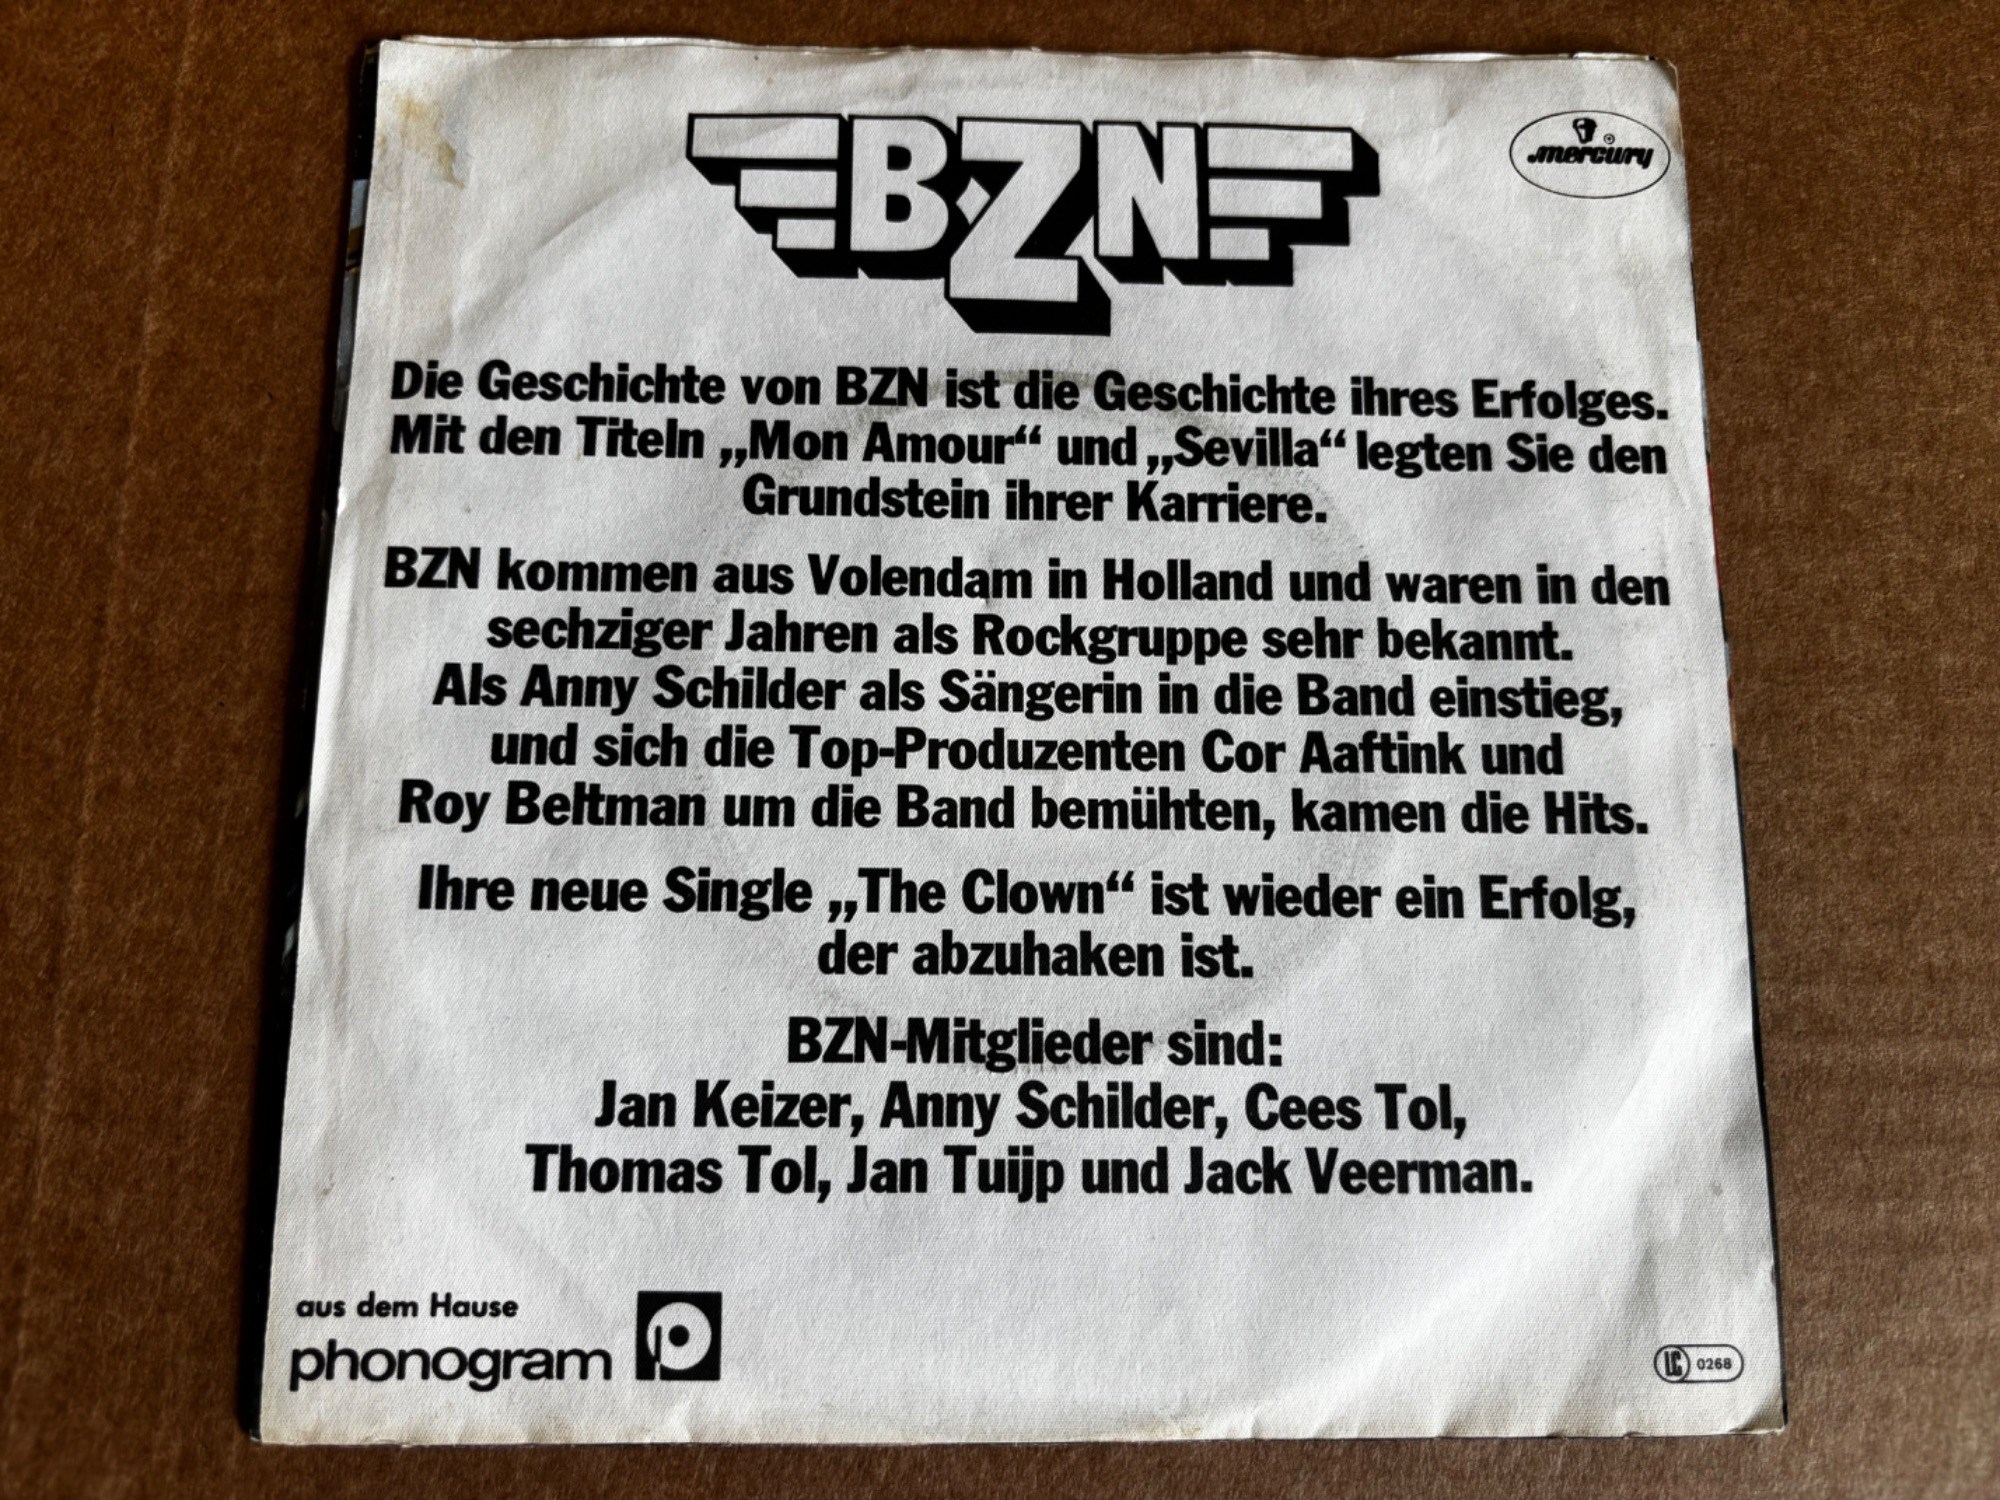 BZN
mercury
Die Geschichte von BZN ist die Geschichte ihres Erfolges.
Mit den Titeln „Mon Amour“ und „Sevilla“ legten Sie den
Grundstein ihrer Karriere.
BZN kommen aus Volendam in Holland und waren in den
sechziger Jahren als Rockgruppe sehr bekannt.
Als Anny Schilder als Sängerin in die Band einstieg,
und sich die Top-Produzenten Cor Aaftink und
Roy Beltman um die Band bemühten, kamen die Hits.
Ihre neue Single „The Clown“ ist wieder ein Erfolg,
der abzuhaken ist.
BZN-Mitglieder sind:
Jan Keizer, Anny Schilder, Cees Tol,
Thomas Tol, Jan Tuijp und Jack Veerman.
aus dem Hause
phonogram
LC 0268